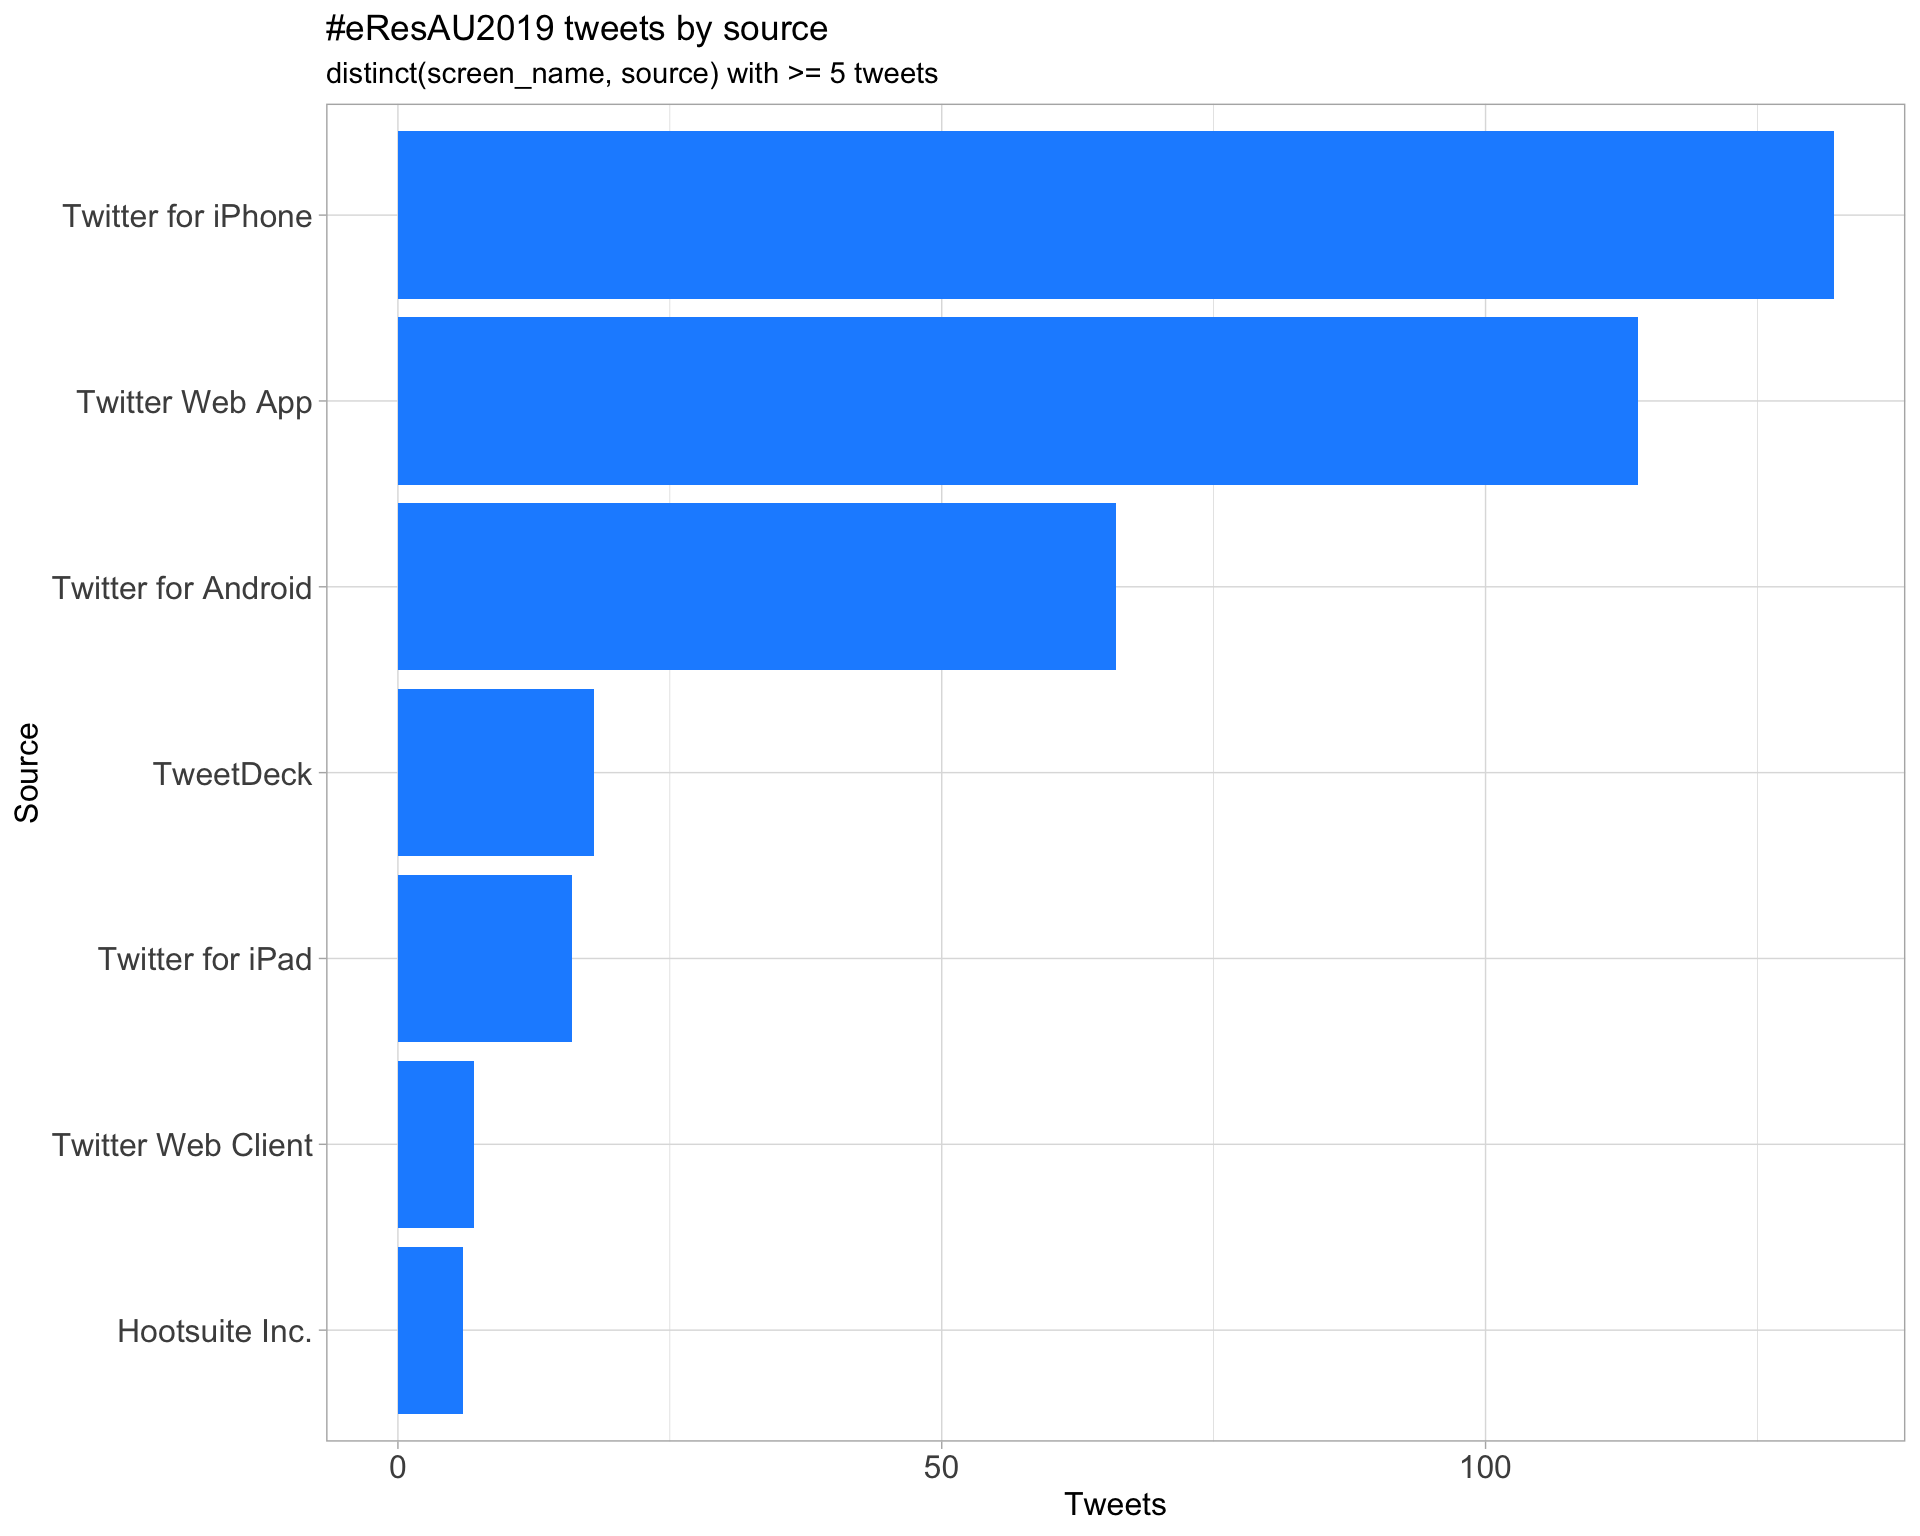 #eResAU2019 tweets by source
distinct(screen_name, source) with >= 5 tweets
Source
Twitter for iPhone
Twitter Web App
Twitter for Android
TweetDeck
Twitter for iPad
Twitter Web Client
Hootsuite Inc.
0 50 100
Tweets